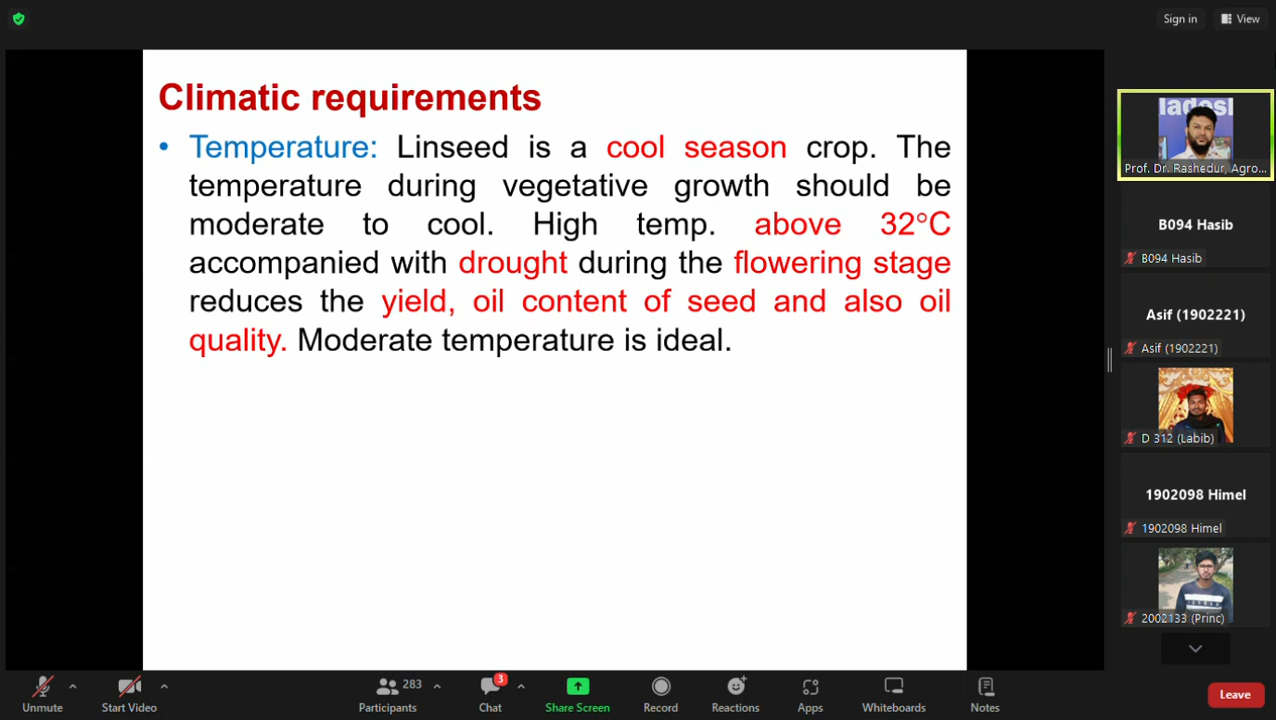 Sign in
View
Climatic requirements
• Temperature: Linseed is a cool season crop. The
temperature during vegetative growth should be
moderate to cool. High temp. above 32°C
accompanied with drought during the flowering stage
reduces the yield, oil content of seed and also oil
quality. Moderate temperature is ideal.
ladesl
Prof. Dr. Rashedur, Agro...
B094 Hasib
B094 Hasib
Asif (1902221)
Asif (1902221)
D 312 (Labib)
1902098 Himel
1902098 Himel
2002133 (Princ)
Unmute
Start Video
283
Participants
3
Chat
Share Screen
Record
Reactions
Apps
Whiteboards
Notes
Leave